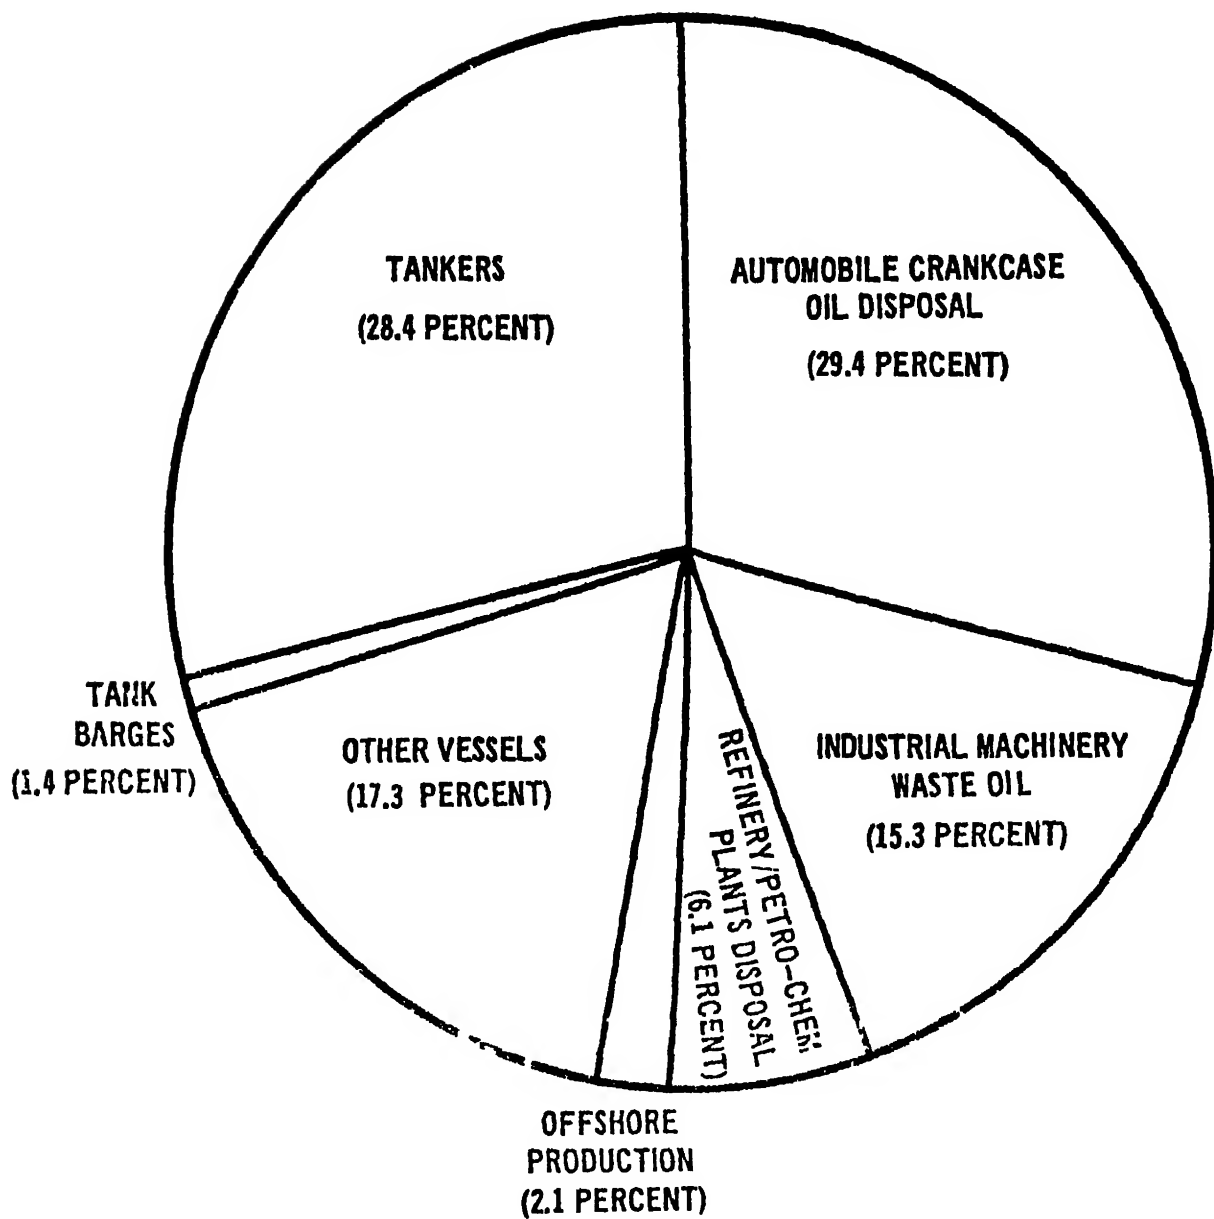 TANKERS
(28.4 PERCENT)
AUTOMOBILE CRANKCASE
OIL DISPOSAL
(29.4 PERCENT)
TANK
BARGES
(1.4 PERCENT)
OTHER VESSELS
(17.3 PERCENT)
REFINERY/PETRO-CHEM
PLANTS DISPOSAL
(6.1 PERCENT)
INDUSTRIAL MACHINERY
WASTE OIL
(15.3 PERCENT)
OFFSHORE
PRODUCTION
(2.1 PERCENT)